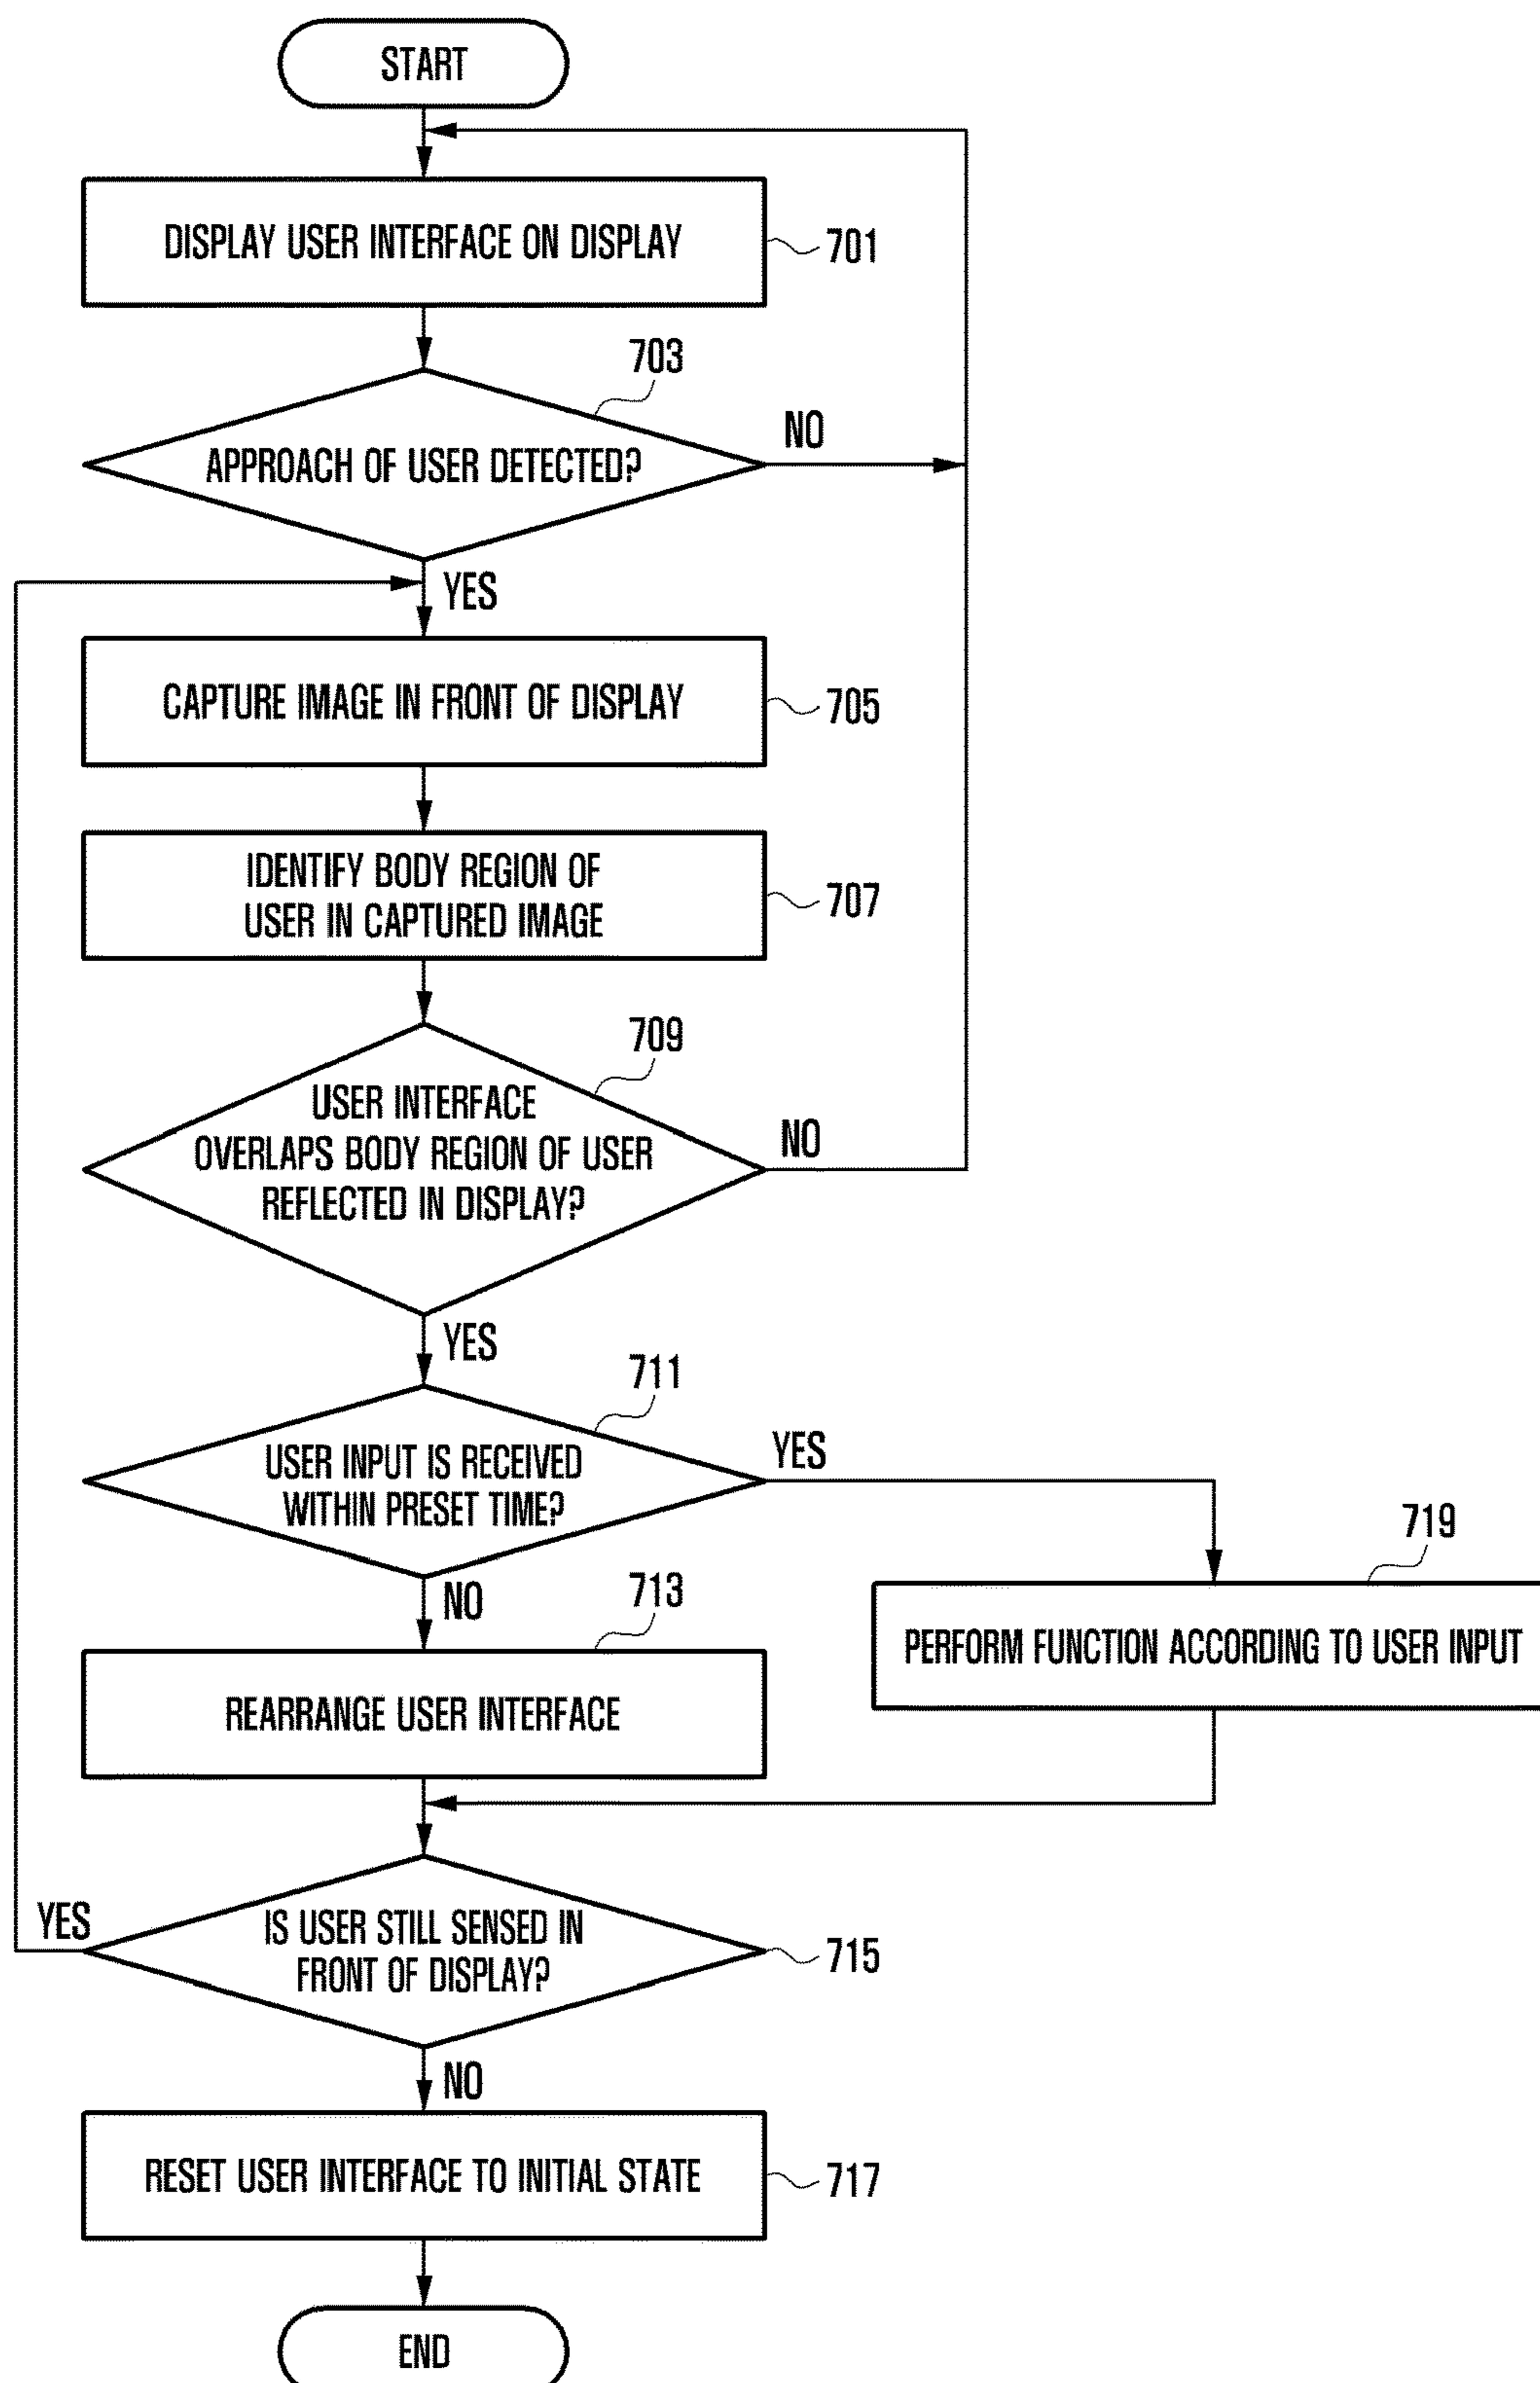 START
DISPLAY USER INTERFACE ON DISPLAY
701
703
APPROACH OF USER DETECTED?
NO
YES
CAPTURE IMAGE IN FRONT OF DISPLAY
705
IDENTIFY BODY REGION OF
USER IN CAPTURED IMAGE
707
709
USER INTERFACE
OVERLAPS BODY REGION OF USER
REFLECTED IN DISPLAY?
NO
YES
711
USER INPUT IS RECEIVED
WITHIN PRESET TIME?
YES
NO
719
PERFORM FUNCTION ACCORDING TO USER INPUT
713
REARRANGE USER INTERFACE
IS USER STILL SENSED IN
FRONT OF DISPLAY?
YES
715
NO
RESET USER INTERFACE TO INITIAL STATE
717
END